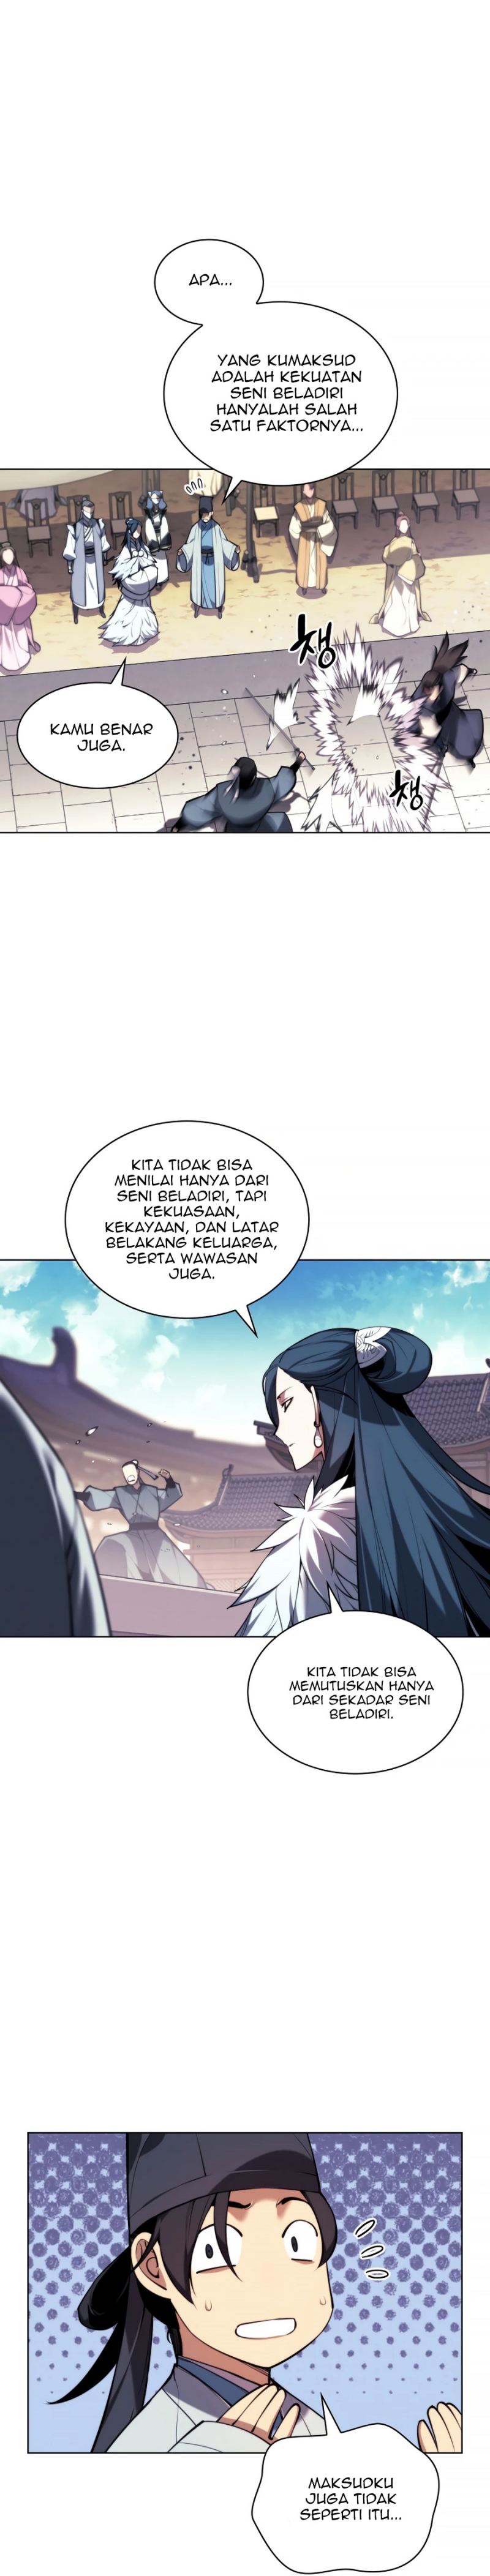 APA...
YANG KUMAKSUD
ADALAH KEKUATAN
SENI BELADIRI
HANYALAH SALAH
SATU FAKTORNYA...
챙
KAMU BENAR
JUGA.
챙
KITA TIDAK BISA
MENILAI HANYA DARI
SENI BELADIRI, TAPI
KEKUASAAN,
KEKAYAAN, DAN LATAR
BELAKANG KELUARGA,
SERTA WAWASAN
JUGA.
KITA TIDAK BISA
MEMUTUSKAN HANYA
DARI SEKADAR SENI
BELADIRI.
MAKSUDKU
JUGA TIDAK
SEPERTI ITU...